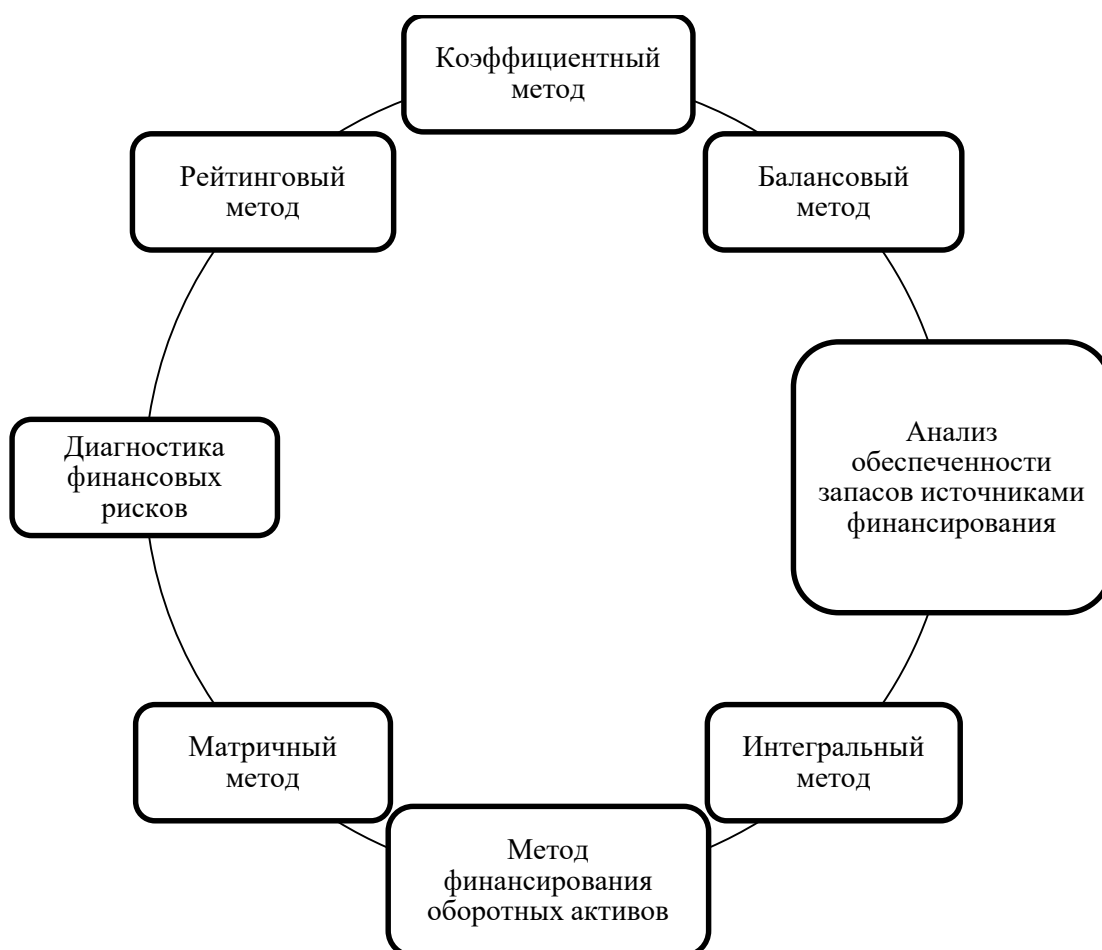 Коэффициентный
метод
Рейтинговый
метод
Балансовый
метод
Диагностика
финансовых
рисков
Анализ
обеспеченности
запасов источниками
финансирования
Матричный
метод
Интегральный
метод
Метод
финансирования
оборотных активов